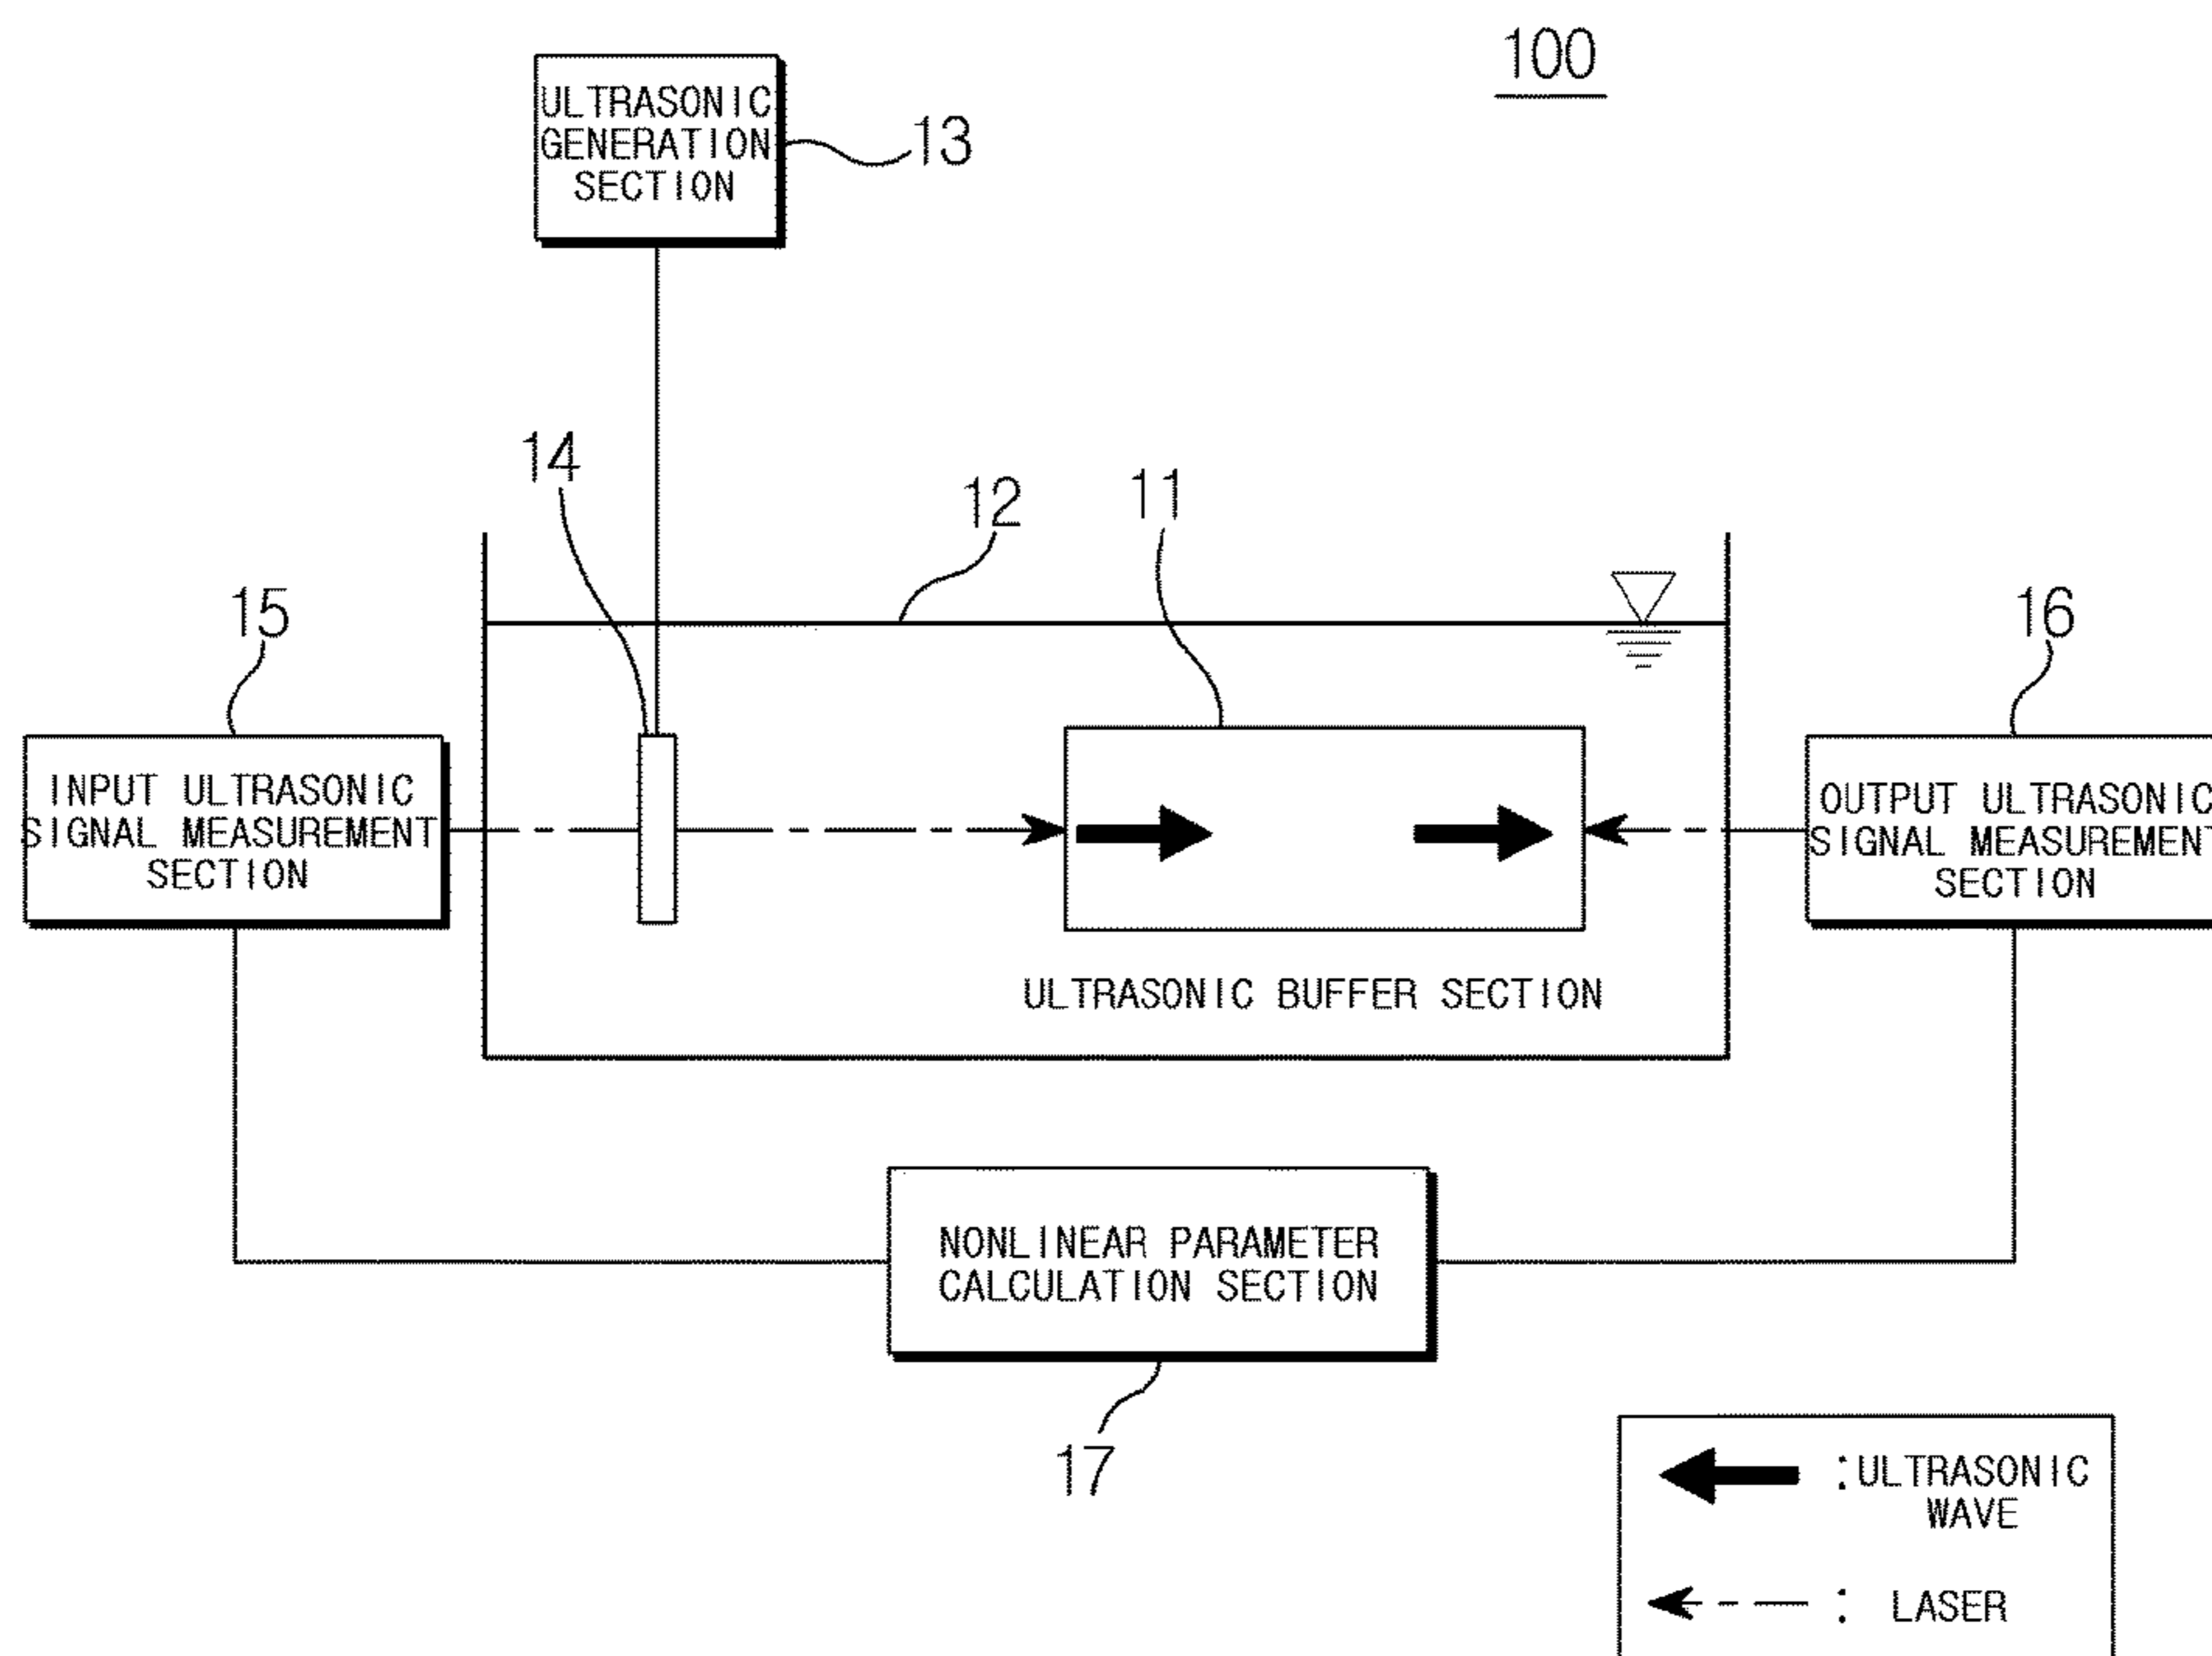 100
ULTRASONIC
GENERATION
SECTION
13
14
12
11
15
16
INPUT ULTRASONIC
SIGNAL MEASUREMENT
SECTION
OUTPUT ULTRASONIC
SIGNAL MEASUREMENT
SECTION
ULTRASONIC BUFFER SECTION
NONLINEAR PARAMETER
CALCULATION SECTION
17
: ULTRASONIC
WAVE
: LASER